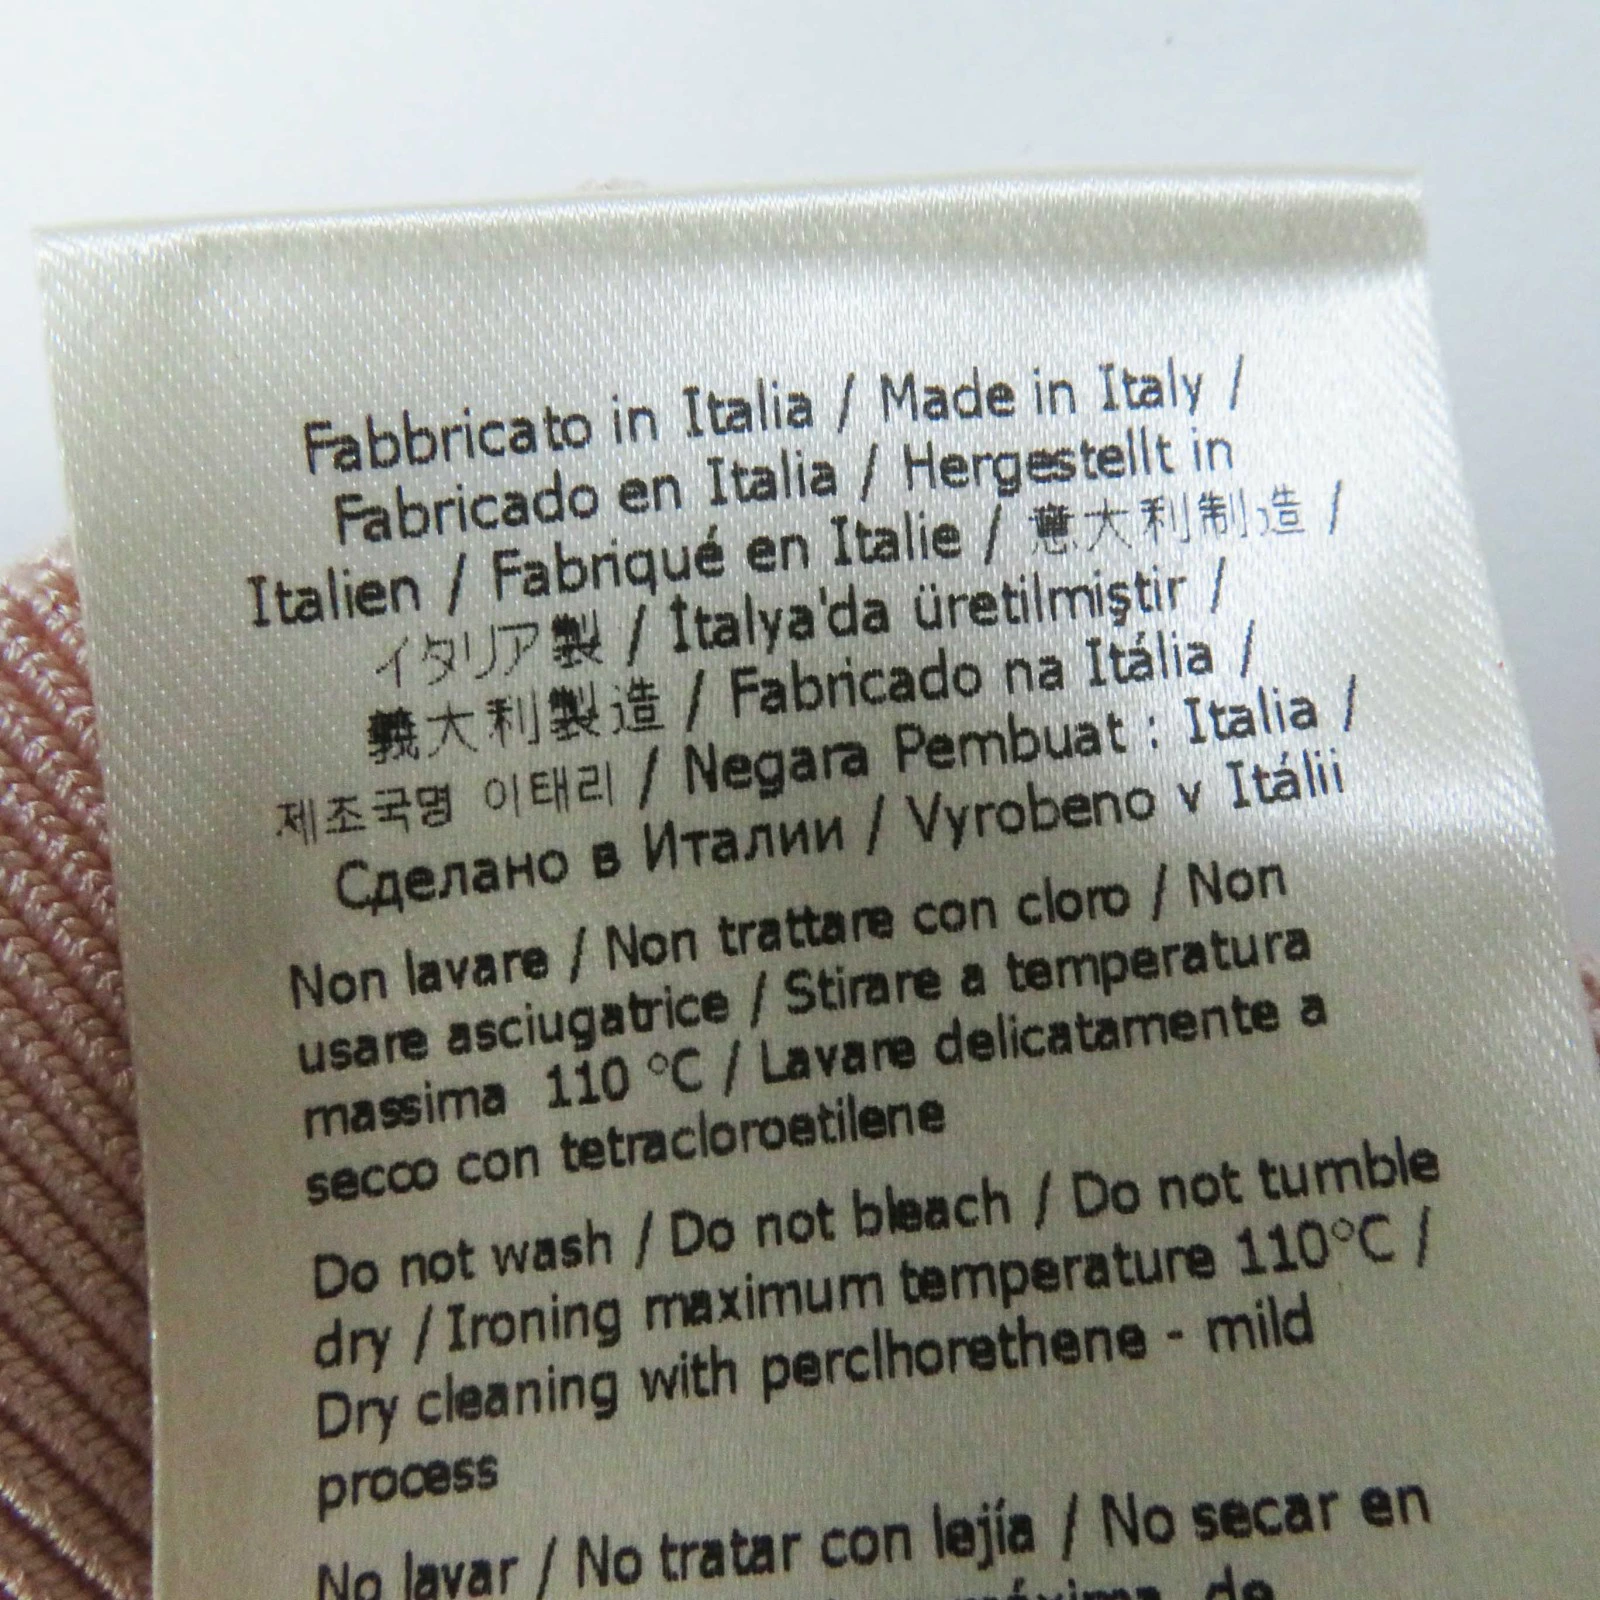 Fabbricato in Italia / Made in Italy /
Fabricado en Italia / Hergestellt in
Italien / Fabriqué en Italie / 意大利制造 /
イタリア製 / İtalya'da üretilmiştir /
義大利製造 / Fabricado na Itália /
제조국명 이태리 / Negara Pembuat : Italia /
Сделано в Италии / Vyrobeno v Itálii
Non lavare / Non trattare con cloro / Non
usare asciugatrice / Stirare a temperatura
massima 110 °C / Lavare delicatamente a
secco con tetracloroetilene
Do not wash / Do not bleach / Do not tumble
dry / Ironing maximum temperature 110°C /
Dry cleaning with perclhorethene - mild
process
No lavar / No tratar con lejía / No secar en
máxima de